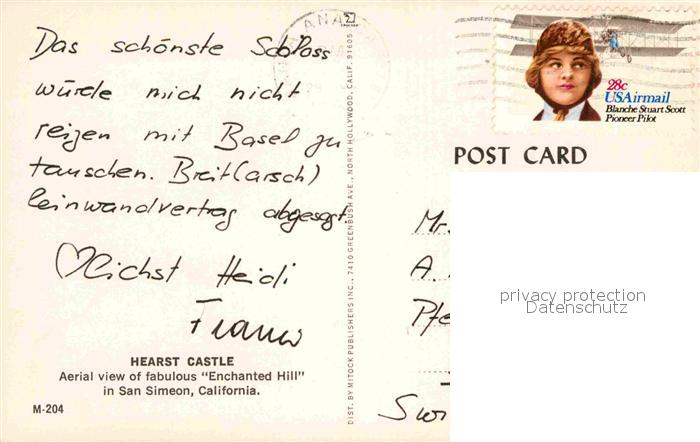 Das schönste Schloss
würde mich nicht
reizen mit Basel zu
tauschen. Breit(arsch)
leinwandvertrag abgesagt.
♡lichst Heidi
HEARST CASTLE
Aerial view of fabulous “Enchanted Hill”
in San Simeon, California.
M-204
DIST. BY MITOCK PUBLISHERS INC., 7410 GREENBUSH AVE., NORTH HOLLYWOOD, CALIF. 91605
28c
USAirmail
Blanche Stuart Scott
Pioneer Pilot
POST CARD
Mr.
A.
Pfe
privacy protection
Datenschutz